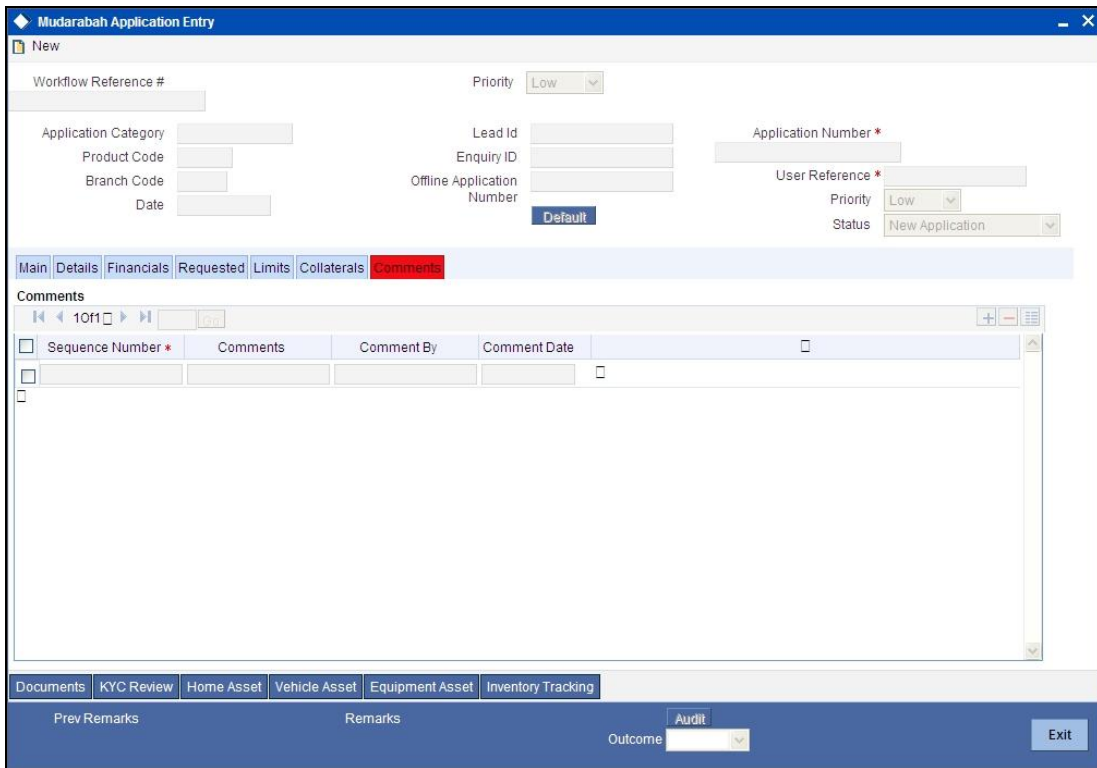 Mudarabah Application Entry
New
Workflow Reference #
Priority Low
Application Category
Lead Id
Application Number *
Product Code
Enquiry ID
Branch Code
Offline Application Number
User Reference *
Date
Priority Low
Default
Status New Application
Main Details Financials Requested Limits Collaterals Comments
Comments
1Of1 Go
Sequence Number * Comments Comment By Comment Date
Documents KYC Review Home Asset Vehicle Asset Equipment Asset Inventory Tracking
Prev Remarks Remarks Audit
Outcome Exit